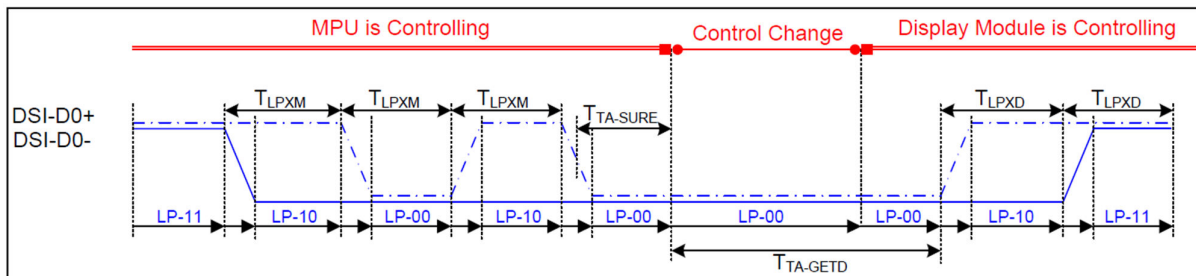 MPU is Controlling Control Change Display Module is Controlling
TLPXM TLPXM TLPXM TLPXD TLPXD
DSI-D0+
DSI-D0-
TTA-SURE
LP-11 LP-10 LP-00 LP-10 LP-00 LP-00 LP-00 LP-10 LP-11
TTA-GETD